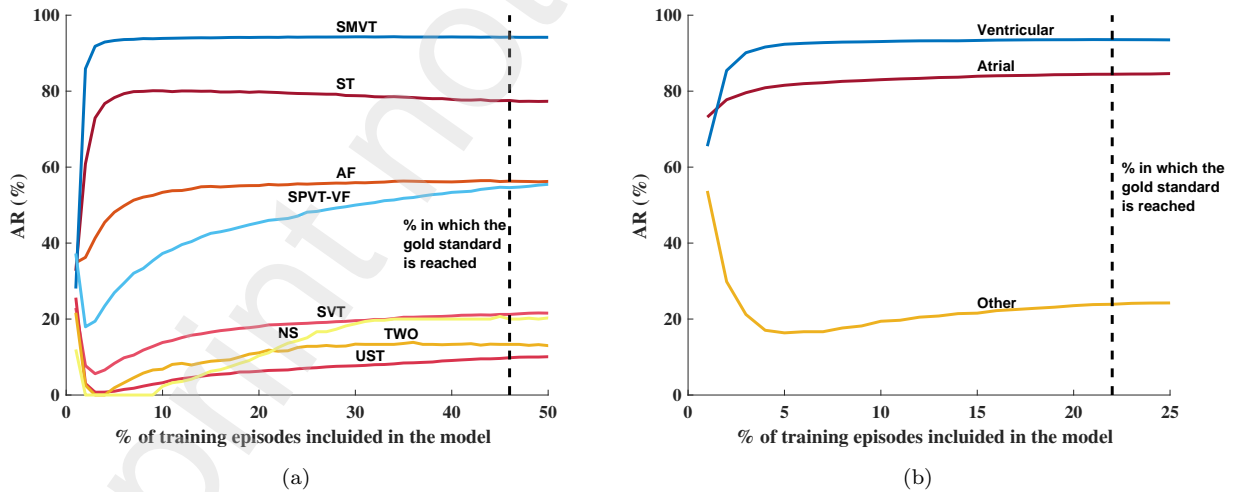 100
80
60
40
20
0
AR (%)
SMVT
ST
AF
SPVT-VF
% in which the
gold standard
is reached
SVT
NS
TWO
UST
0 10 20 30 40 50
% of training episodes incluided in the model
(a)
100
80
60
40
20
0
AR (%)
Ventricular
Atrial
% in which the
gold standard
is reached
Other
0 5 10 15 20 25
% of training episodes incluided in the model
(b)
print no